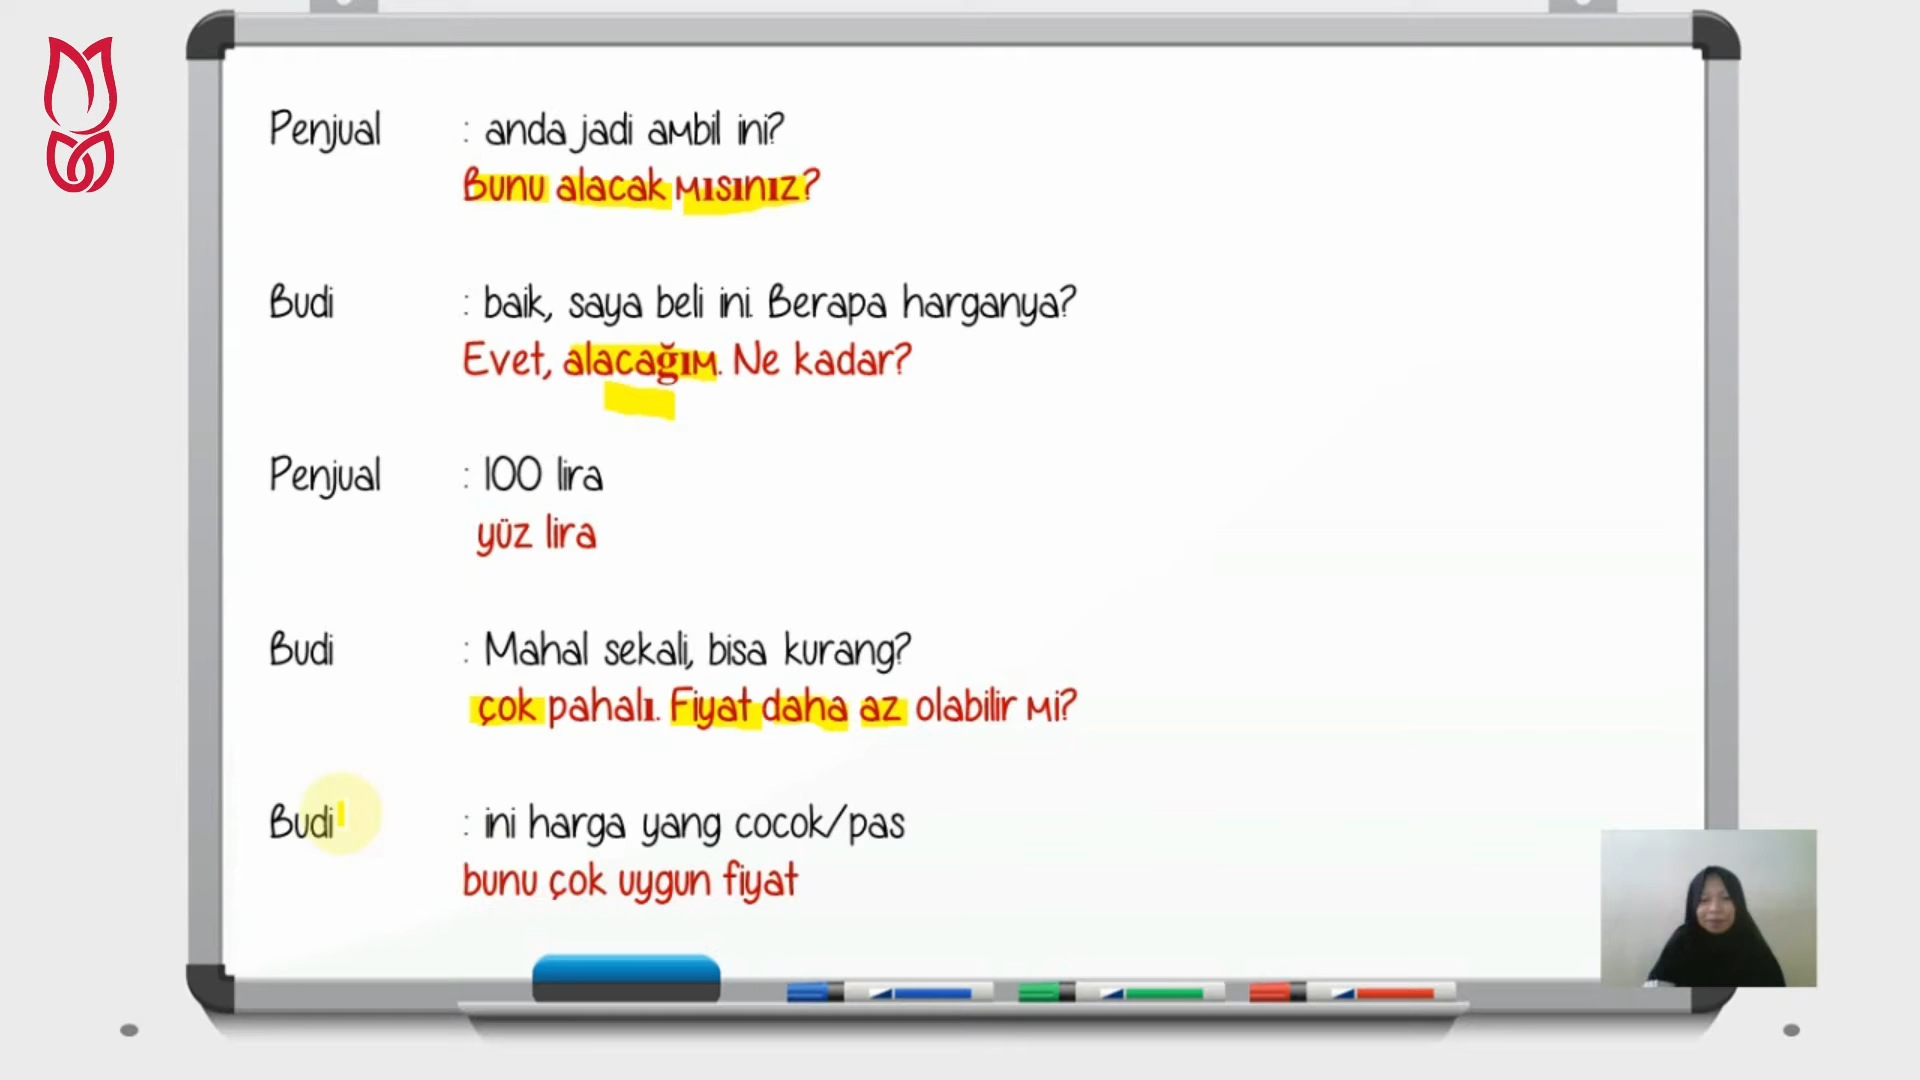 Penjual : anda jadi ambil ini?
Bunu alacak mısınız?
Budi : baik, saya beli ini. Berapa harganya?
Evet, alacağım. Ne kadar?
Penjual : 100 lira
yüz lira
Budi : Mahal sekali, bisa kurang?
çok pahalı. Fiyat daha az olabilir mi?
Budi : ini harga yang cocok/pas
bunu çok uygun fiyat